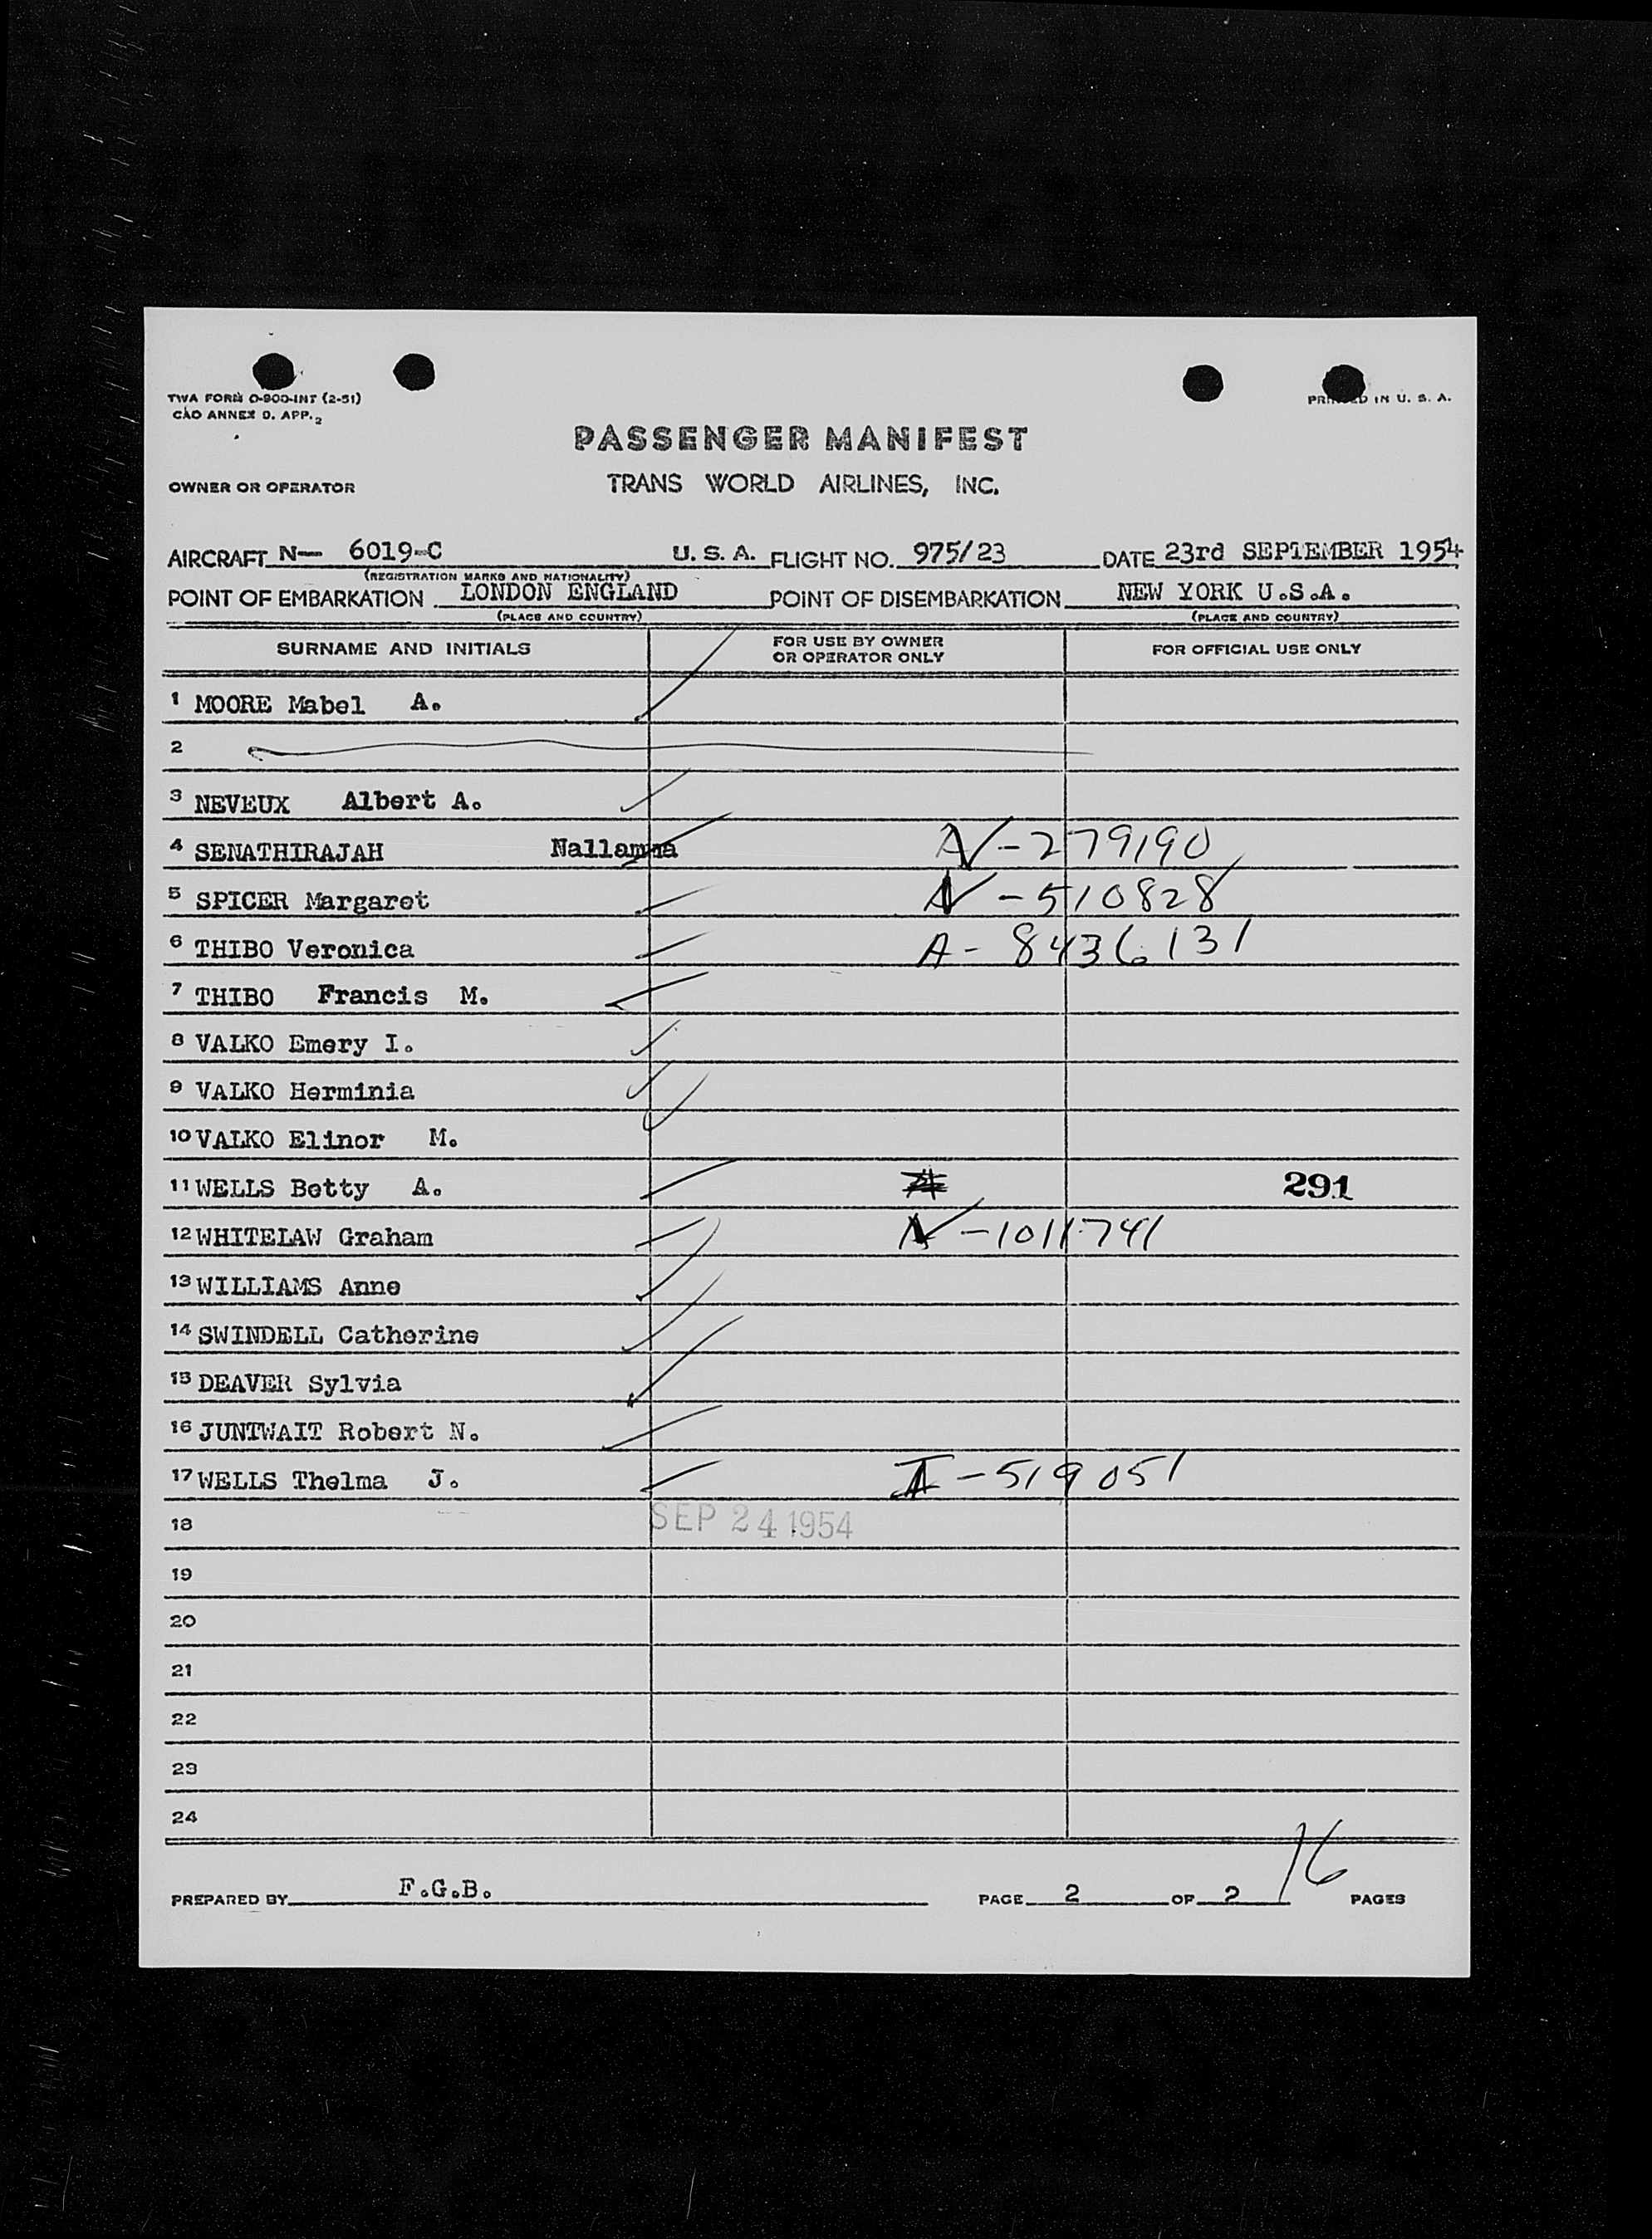 TWA FORM O-900-INT (2-51)
CAO ANNEX D. APP. 2
PRINTED IN U. S. A.
PASSENGER MANIFEST
OWNER OR OPERATOR TRANS WORLD AIRLINES, INC.
AIRCRAFT N— 6019-C U. S. A. FLIGHT NO. 975/23 DATE 23rd SEPTEMBER 1954
(REGISTRATION MARKS AND NATIONALITY)
POINT OF EMBARKATION LONDON ENGLAND POINT OF DISEMBARKATION NEW YORK U.S.A.
(PLACE AND COUNTRY) (PLACE AND COUNTRY)
SURNAME AND INITIALS FOR USE BY OWNER OR OPERATOR ONLY FOR OFFICIAL USE ONLY
1 MOORE Mabel A.
2
3 NEVEUX Albert A.
4 SENATHIRAJAH Nallamma N-279190
5 SPICER Margaret N-510828
6 THIBO Veronica A-8436131
7 THIBO Francis M.
8 VALKO Emery I.
9 VALKO Herminia
10 VALKO Elinor M.
11 WELLS Betty A. 291
12 WHITELAW Graham N-1011741
13 WILLIAMS Anne
14 SWINDELL Catherine
15 DEAVER Sylvia
16 JUNTWAIT Robert N.
17 WELLS Thelma J. I-519051
18 SEP 24 1954
19
20
21
22
23
24
16
PREPARED BY F.G.B. PAGE 2 OF 2 PAGES